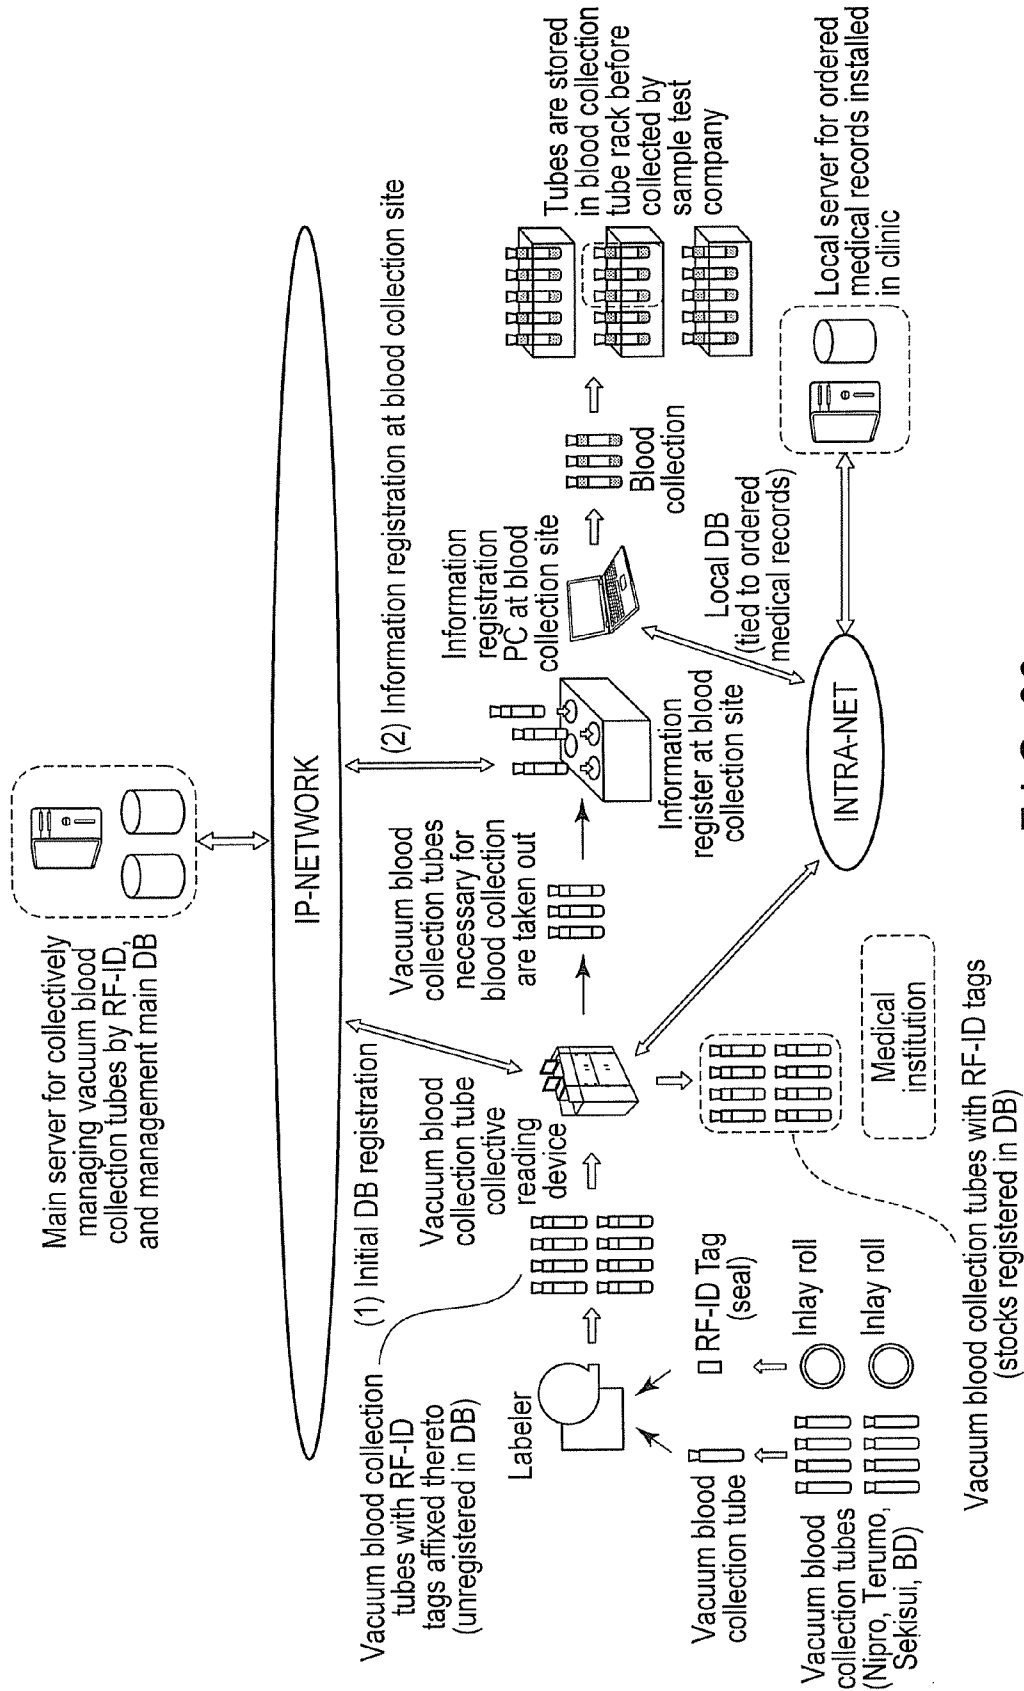 Main server for collectively
managing vacuum blood
collection tubes by RF-ID,
and management main DB
IP-NETWORK
(1) Initial DB registration
(2) Information registration at blood collection site
Vacuum blood collection
tubes with RF-ID
tags affixed thereto
(unregistered in DB)
Vacuum blood
collection tube
collective
reading
device
Vacuum blood
collection tubes
necessary for
blood collection
are taken out
Information
registration
PC at blood
collection site
Tubes are stored
in blood collection
tube rack before
collected by
sample test
company
Labeler
Information
register at blood
collection site
Blood
collection
Vacuum blood
collection tube
RF-ID Tag
(seal)
Local DB
(tied to ordered
medical records)
Vacuum blood
collection tubes
(Nipro, Terumo,
Sekisui, BD)
Inlay roll
Inlay roll
Medical
institution
INTRA-NET
Local server for ordered
medical records installed
in clinic
Vacuum blood collection tubes with RF-ID tags
(stocks registered in DB)